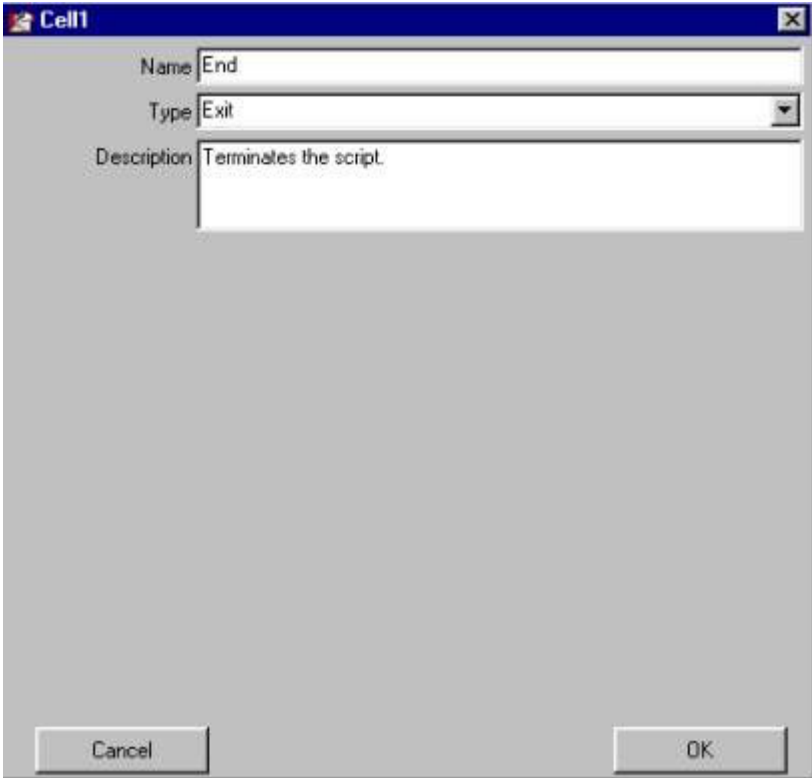 Cell1
Name End
Type Exit
Description Terminates the script.
Cancel OK